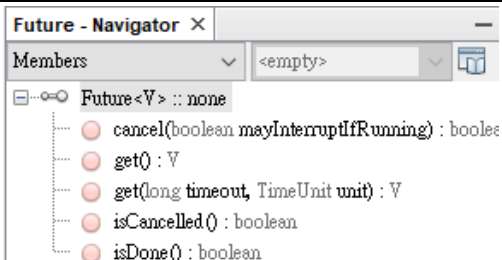 Future - Navigator ×
Members <empty>
Future<V> :: none
cancel(boolean mayInterruptIfRunning) : boolea
get() : V
get(long timeout, TimeUnit unit) : V
isCancelled() : boolean
isDone() : boolean